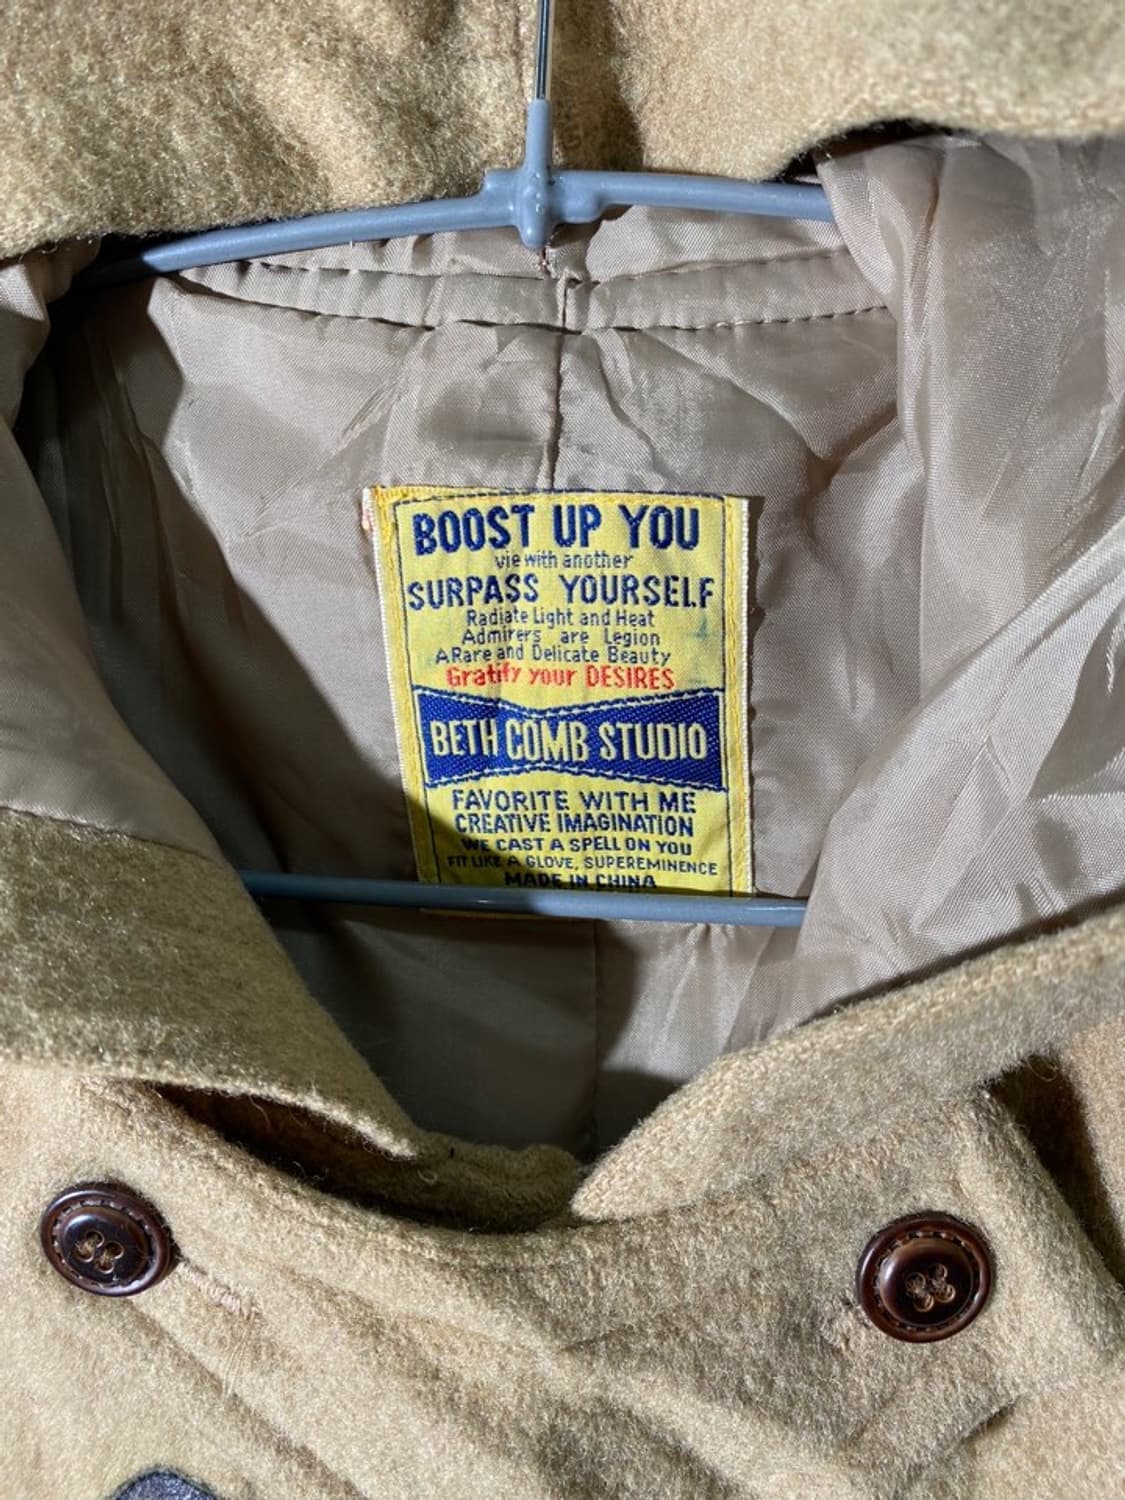 BOOST UP YOU
vie with another
SURPASS YOURSELF
Radiate Light and Heat
Admirers are Legion
A Rare and Delicate Beauty
Gratify your DESIRES
BETH COMB STUDIO
FAVORITE WITH ME
CREATIVE IMAGINATION
WE CAST A SPELL ON YOU
FIT LIKE A GLOVE, SUPEREMINENCE
MADE IN CHINA